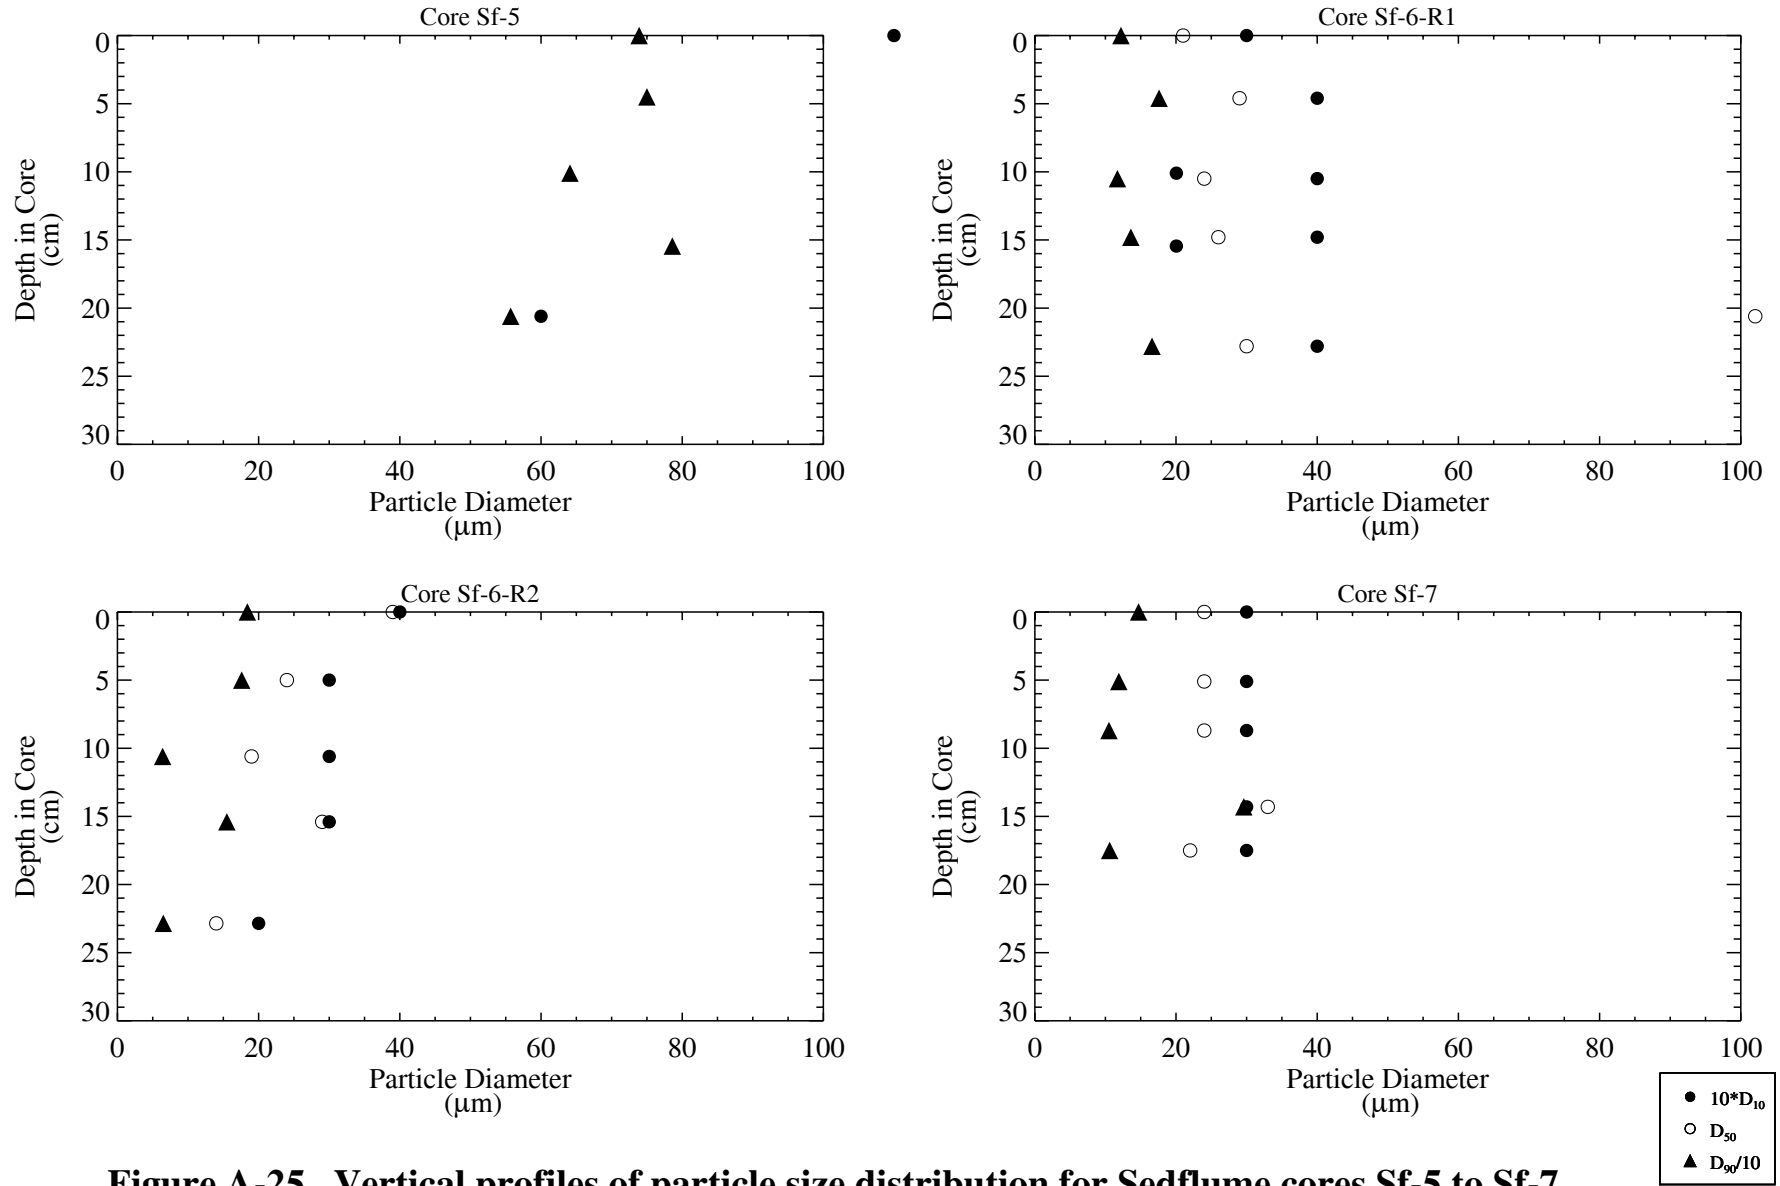 Core Sf-5
0
5
10
15
20
25
30
Depth in Core
(cm)
0 20 40 60 80 100
Particle Diameter
(μm)
Core Sf-6-R1
0
5
10
15
20
25
30
Depth in Core
(cm)
0 20 40 60 80 100
Particle Diameter
(μm)
Core Sf-6-R2
0
5
10
15
20
25
30
Depth in Core
(cm)
0 20 40 60 80 100
Particle Diameter
(μm)
Core Sf-7
0
5
10
15
20
25
30
Depth in Core
(cm)
0 20 40 60 80 100
Particle Diameter
(μm)
10*D10
D50
D90/10
Figure A-25. Vertical profiles of particle size distribution for Sedflume cores Sf-5 to Sf-7